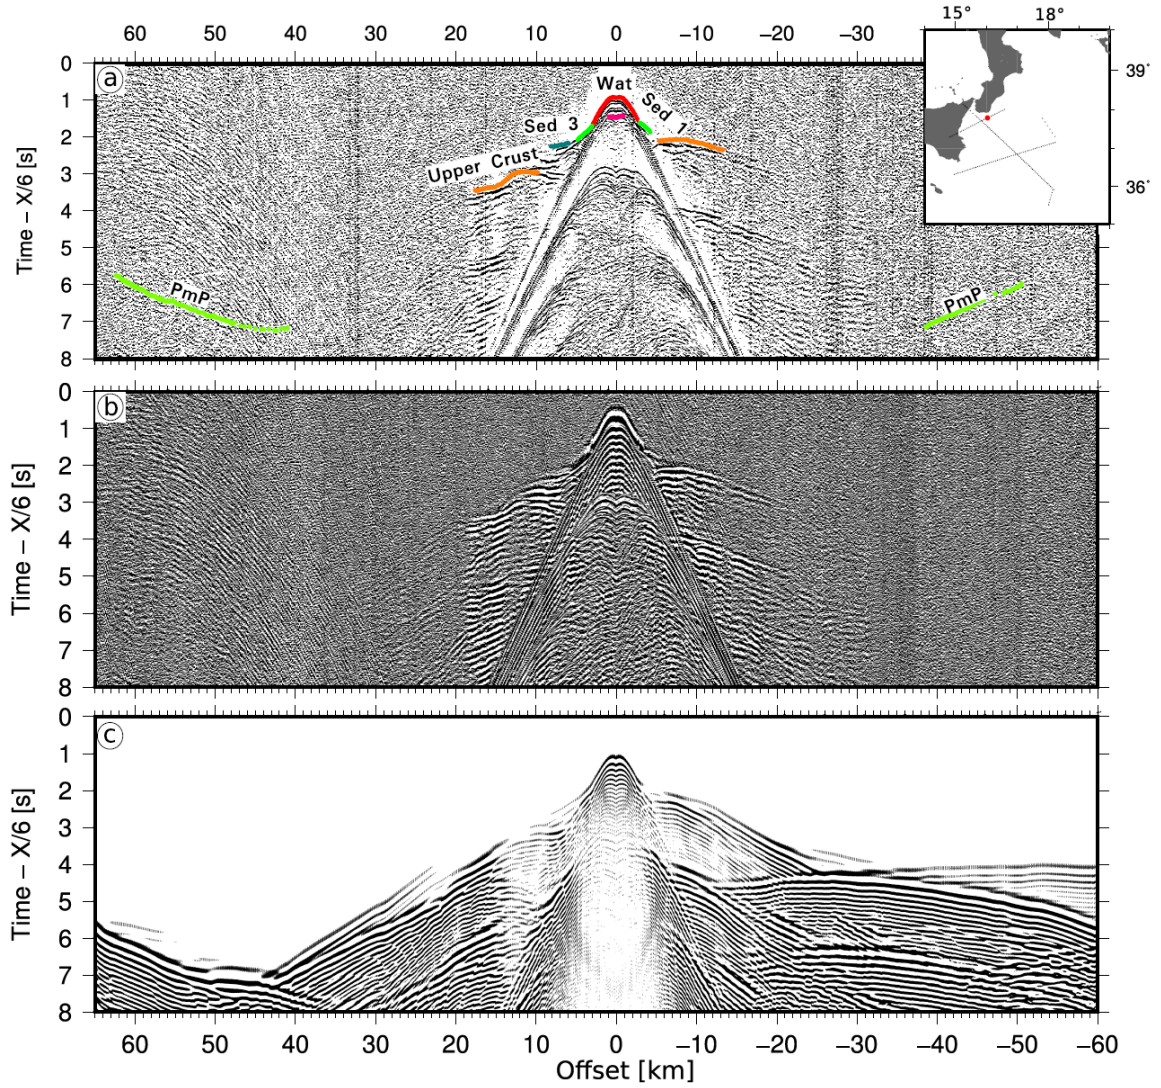 60 50 40 30 20 10 0 −10 −20 −30
15° 18°
39°
36°
a
Wat
Sed 3
Sed 1
Upper Crust
PmP
PmP
Time − X/6 [s]
0
1
2
3
4
5
6
7
8
b
Time − X/6 [s]
0
1
2
3
4
5
6
7
8
c
Time − X/6 [s]
0
1
2
3
4
5
6
7
8
60 50 40 30 20 10 0 −10 −20 −30 −40 −50 −60
Offset [km]